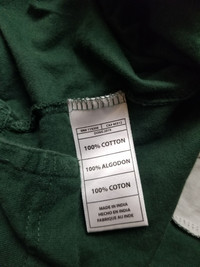 100% COTTON
100% ALGODON
100% COTON
MADE IN INDIA
HECHO EN INDIA
FABRIQUE AU INDE